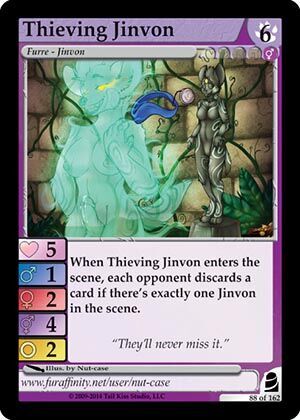 Thieving Jinvon
6
Furre - Jinvon
5
1
2
4
2
When Thieving Jinvon enters the
scene, each opponent discards a
card if there's exactly one Jinvon
in the scene.
"They'll never miss it."
Illus. by Nut-case
www.furaffinity.net/user/nut-case
© 2009-2014 Tail Kiss Studio, LLC
88 of 162